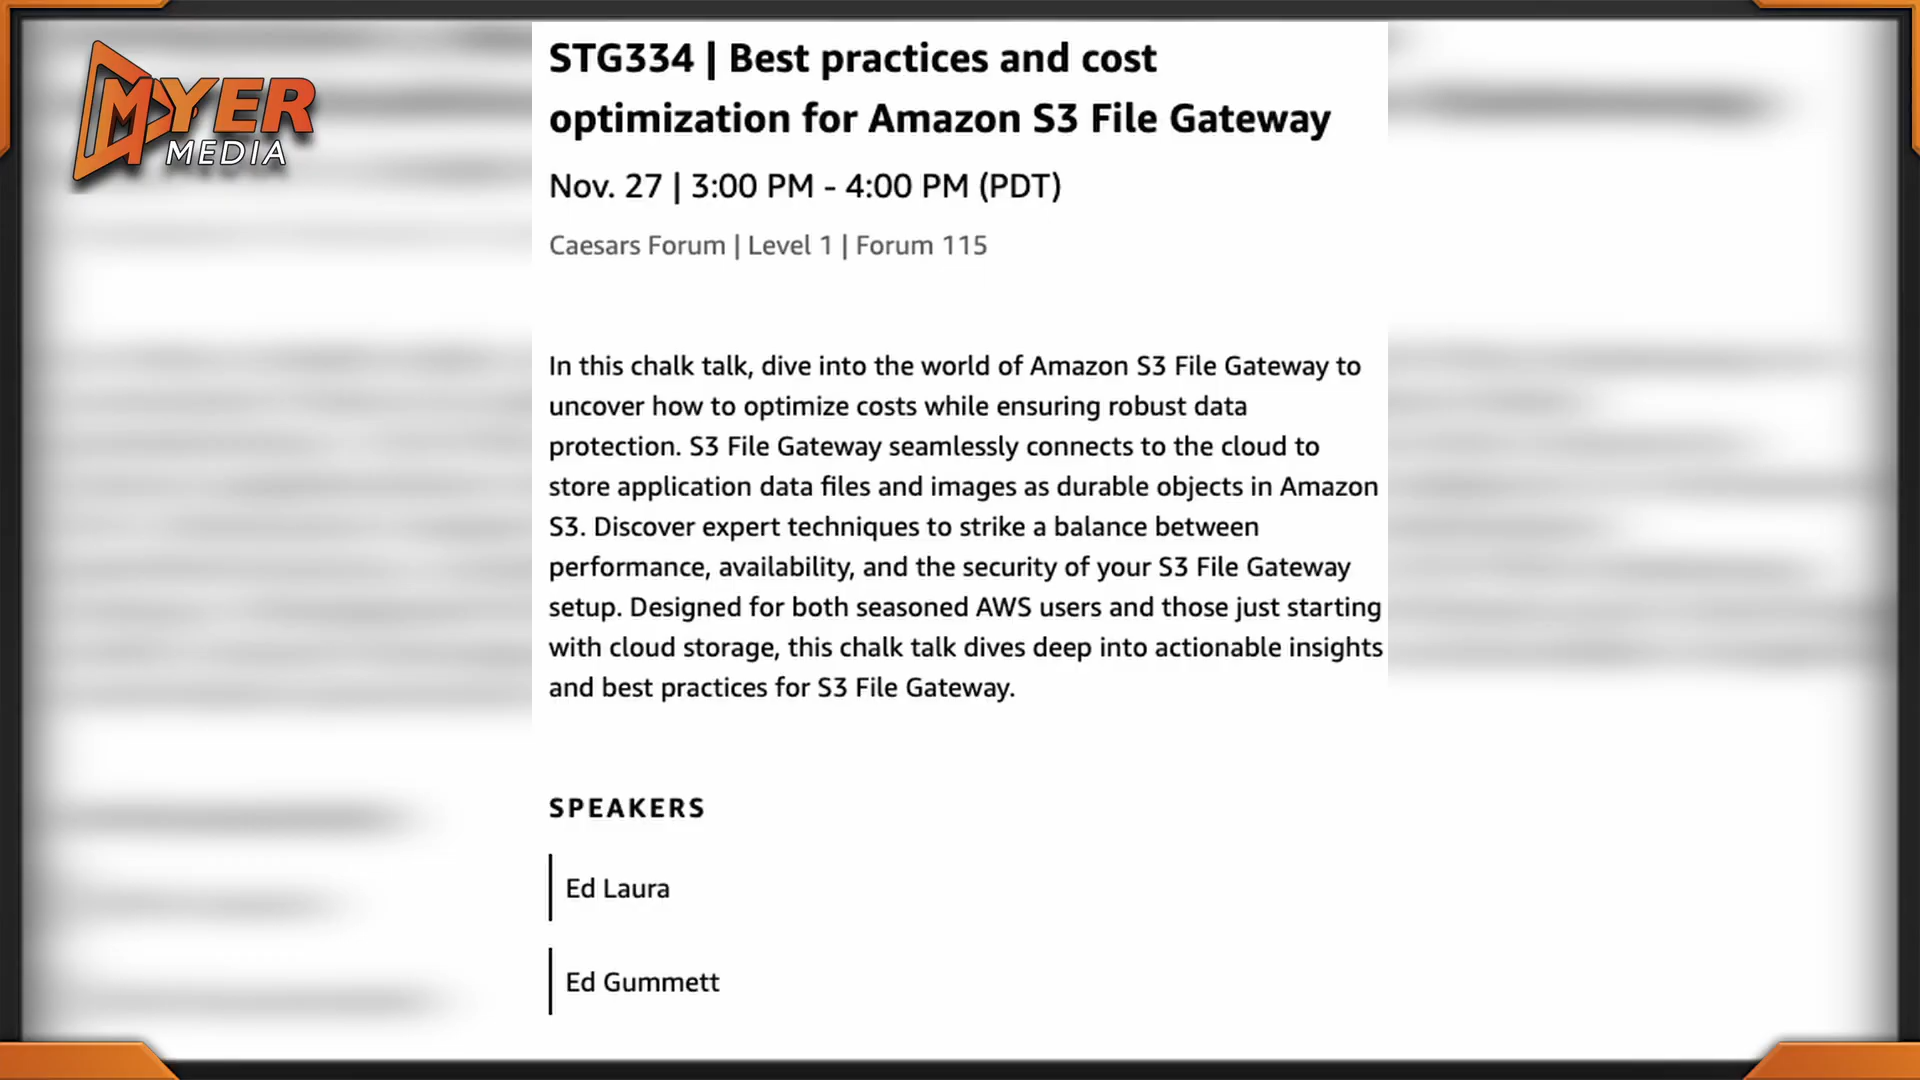 MYER
MEDIA
STG334 | Best practices and cost
optimization for Amazon S3 File Gateway
Nov. 27 | 3:00 PM - 4:00 PM (PDT)
Caesars Forum | Level 1 | Forum 115
In this chalk talk, dive into the world of Amazon S3 File Gateway to
uncover how to optimize costs while ensuring robust data
protection. S3 File Gateway seamlessly connects to the cloud to
store application data files and images as durable objects in Amazon
S3. Discover expert techniques to strike a balance between
performance, availability, and the security of your S3 File Gateway
setup. Designed for both seasoned AWS users and those just starting
with cloud storage, this chalk talk dives deep into actionable insights
and best practices for S3 File Gateway.
SPEAKERS
Ed Laura
Ed Gummett